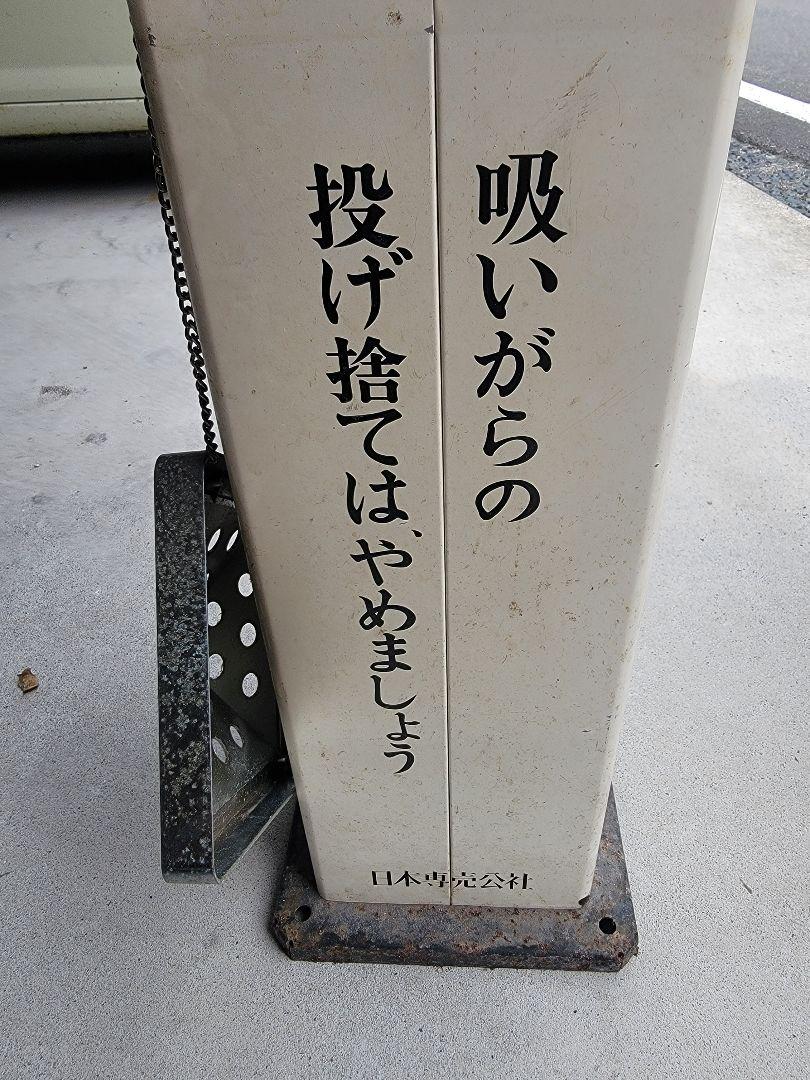 吸いがらの
投げ捨ては、やめましょう
日本専売公社